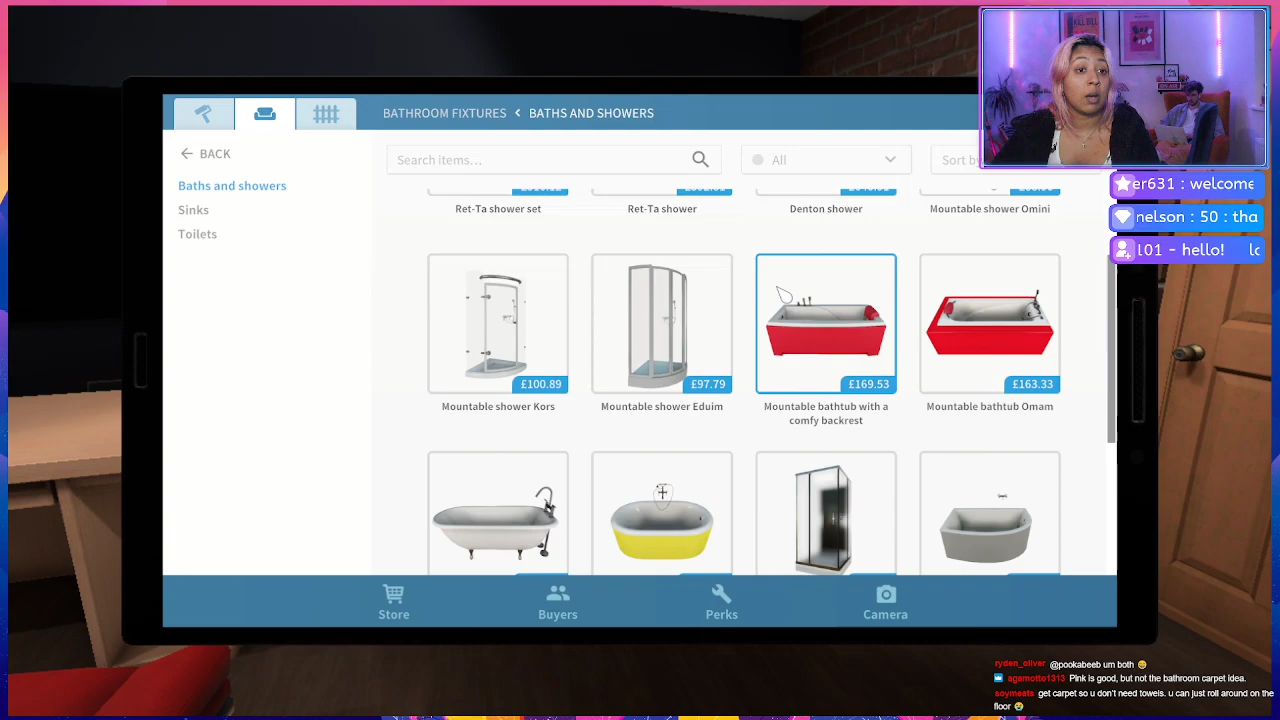 BATHROOM FIXTURES < BATHS AND SHOWERS
BACK
Baths and showers
Sinks
Toilets
Search items...
All
Sort by
Ret-Ta shower set
Ret-Ta shower
Denton shower
Mountable shower Omini
£100.89
£97.79
£169.53
£163.33
Mountable shower Kors
Mountable shower Eduim
Mountable bathtub with a
comfy backrest
Mountable bathtub Omam
Store
Buyers
Perks
Camera
KILL BILL
er631 : welcome
nelson : 50 : tha
101 - hello! lo
ryden_oliver @pookabeeb um both 😄
agamotto1313 Pink is good, but not the bathroom carpet idea.
soymeats get carpet so u don't need towels. u can just roll around on the
floor 😭